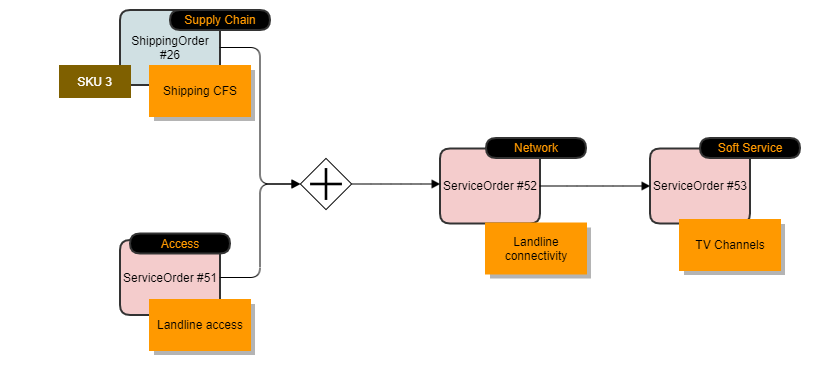 Supply Chain
ShippingOrder
#26
SKU 3
Shipping CFS
Access
ServiceOrder #51
Landline access
Network
ServiceOrder #52
Landline
connectivity
Soft Service
ServiceOrder #53
TV Channels